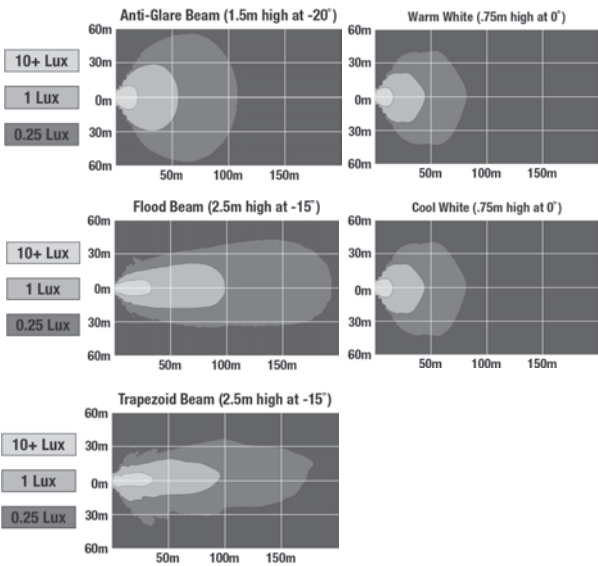 Anti-Glare Beam (1.5m high at -20°)
60m
10+ Lux
30m
1 Lux
0m
0.25 Lux
30m
60m
50m 100m 150m
Warm White (.75m high at 0°)
60m
30m
0m
30m
60m
50m 100m 150m
Flood Beam (2.5m high at -15°)
60m
10+ Lux
30m
1 Lux
0m
0.25 Lux
30m
60m
50m 100m 150m
Cool White (.75m high at 0°)
60m
30m
0m
30m
60m
50m 100m 150m
Trapezoid Beam (2.5m high at -15°)
60m
10+ Lux
30m
1 Lux
0m
0.25 Lux
30m
60m
50m 100m 150m